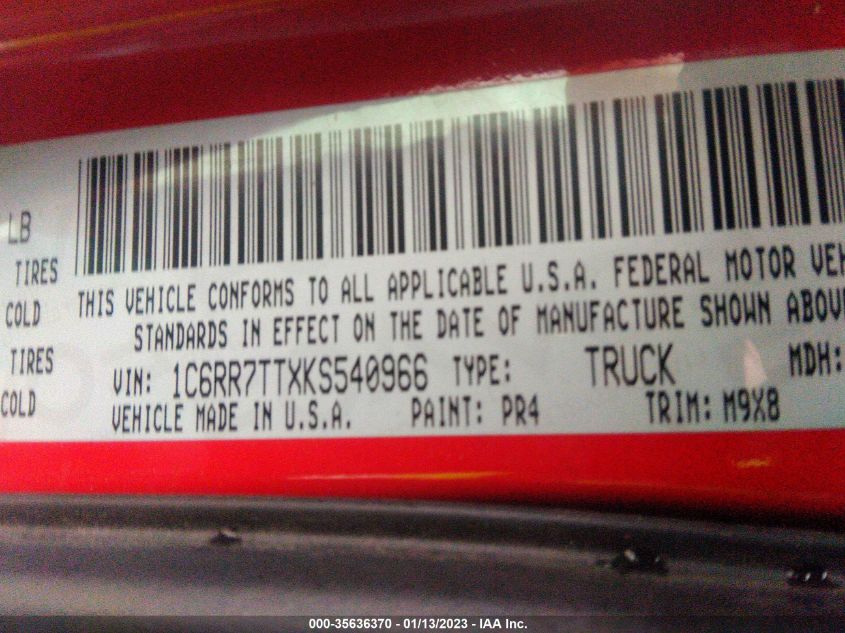 LB
TIRES
COLD
TIRES
COLD
THIS VEHICLE CONFORMS TO ALL APPLICABLE U.S.A. FEDERAL MOTOR VEH
STANDARDS IN EFFECT ON THE DATE OF MANUFACTURE SHOWN ABOV
VIN: 1C6RR7TTXKS540966 TYPE: TRUCK MDH:
VEHICLE MADE IN U.S.A. PAINT: PR4 TRIM: M9X8
000-35636370 - 01/13/2023 - IAA Inc.